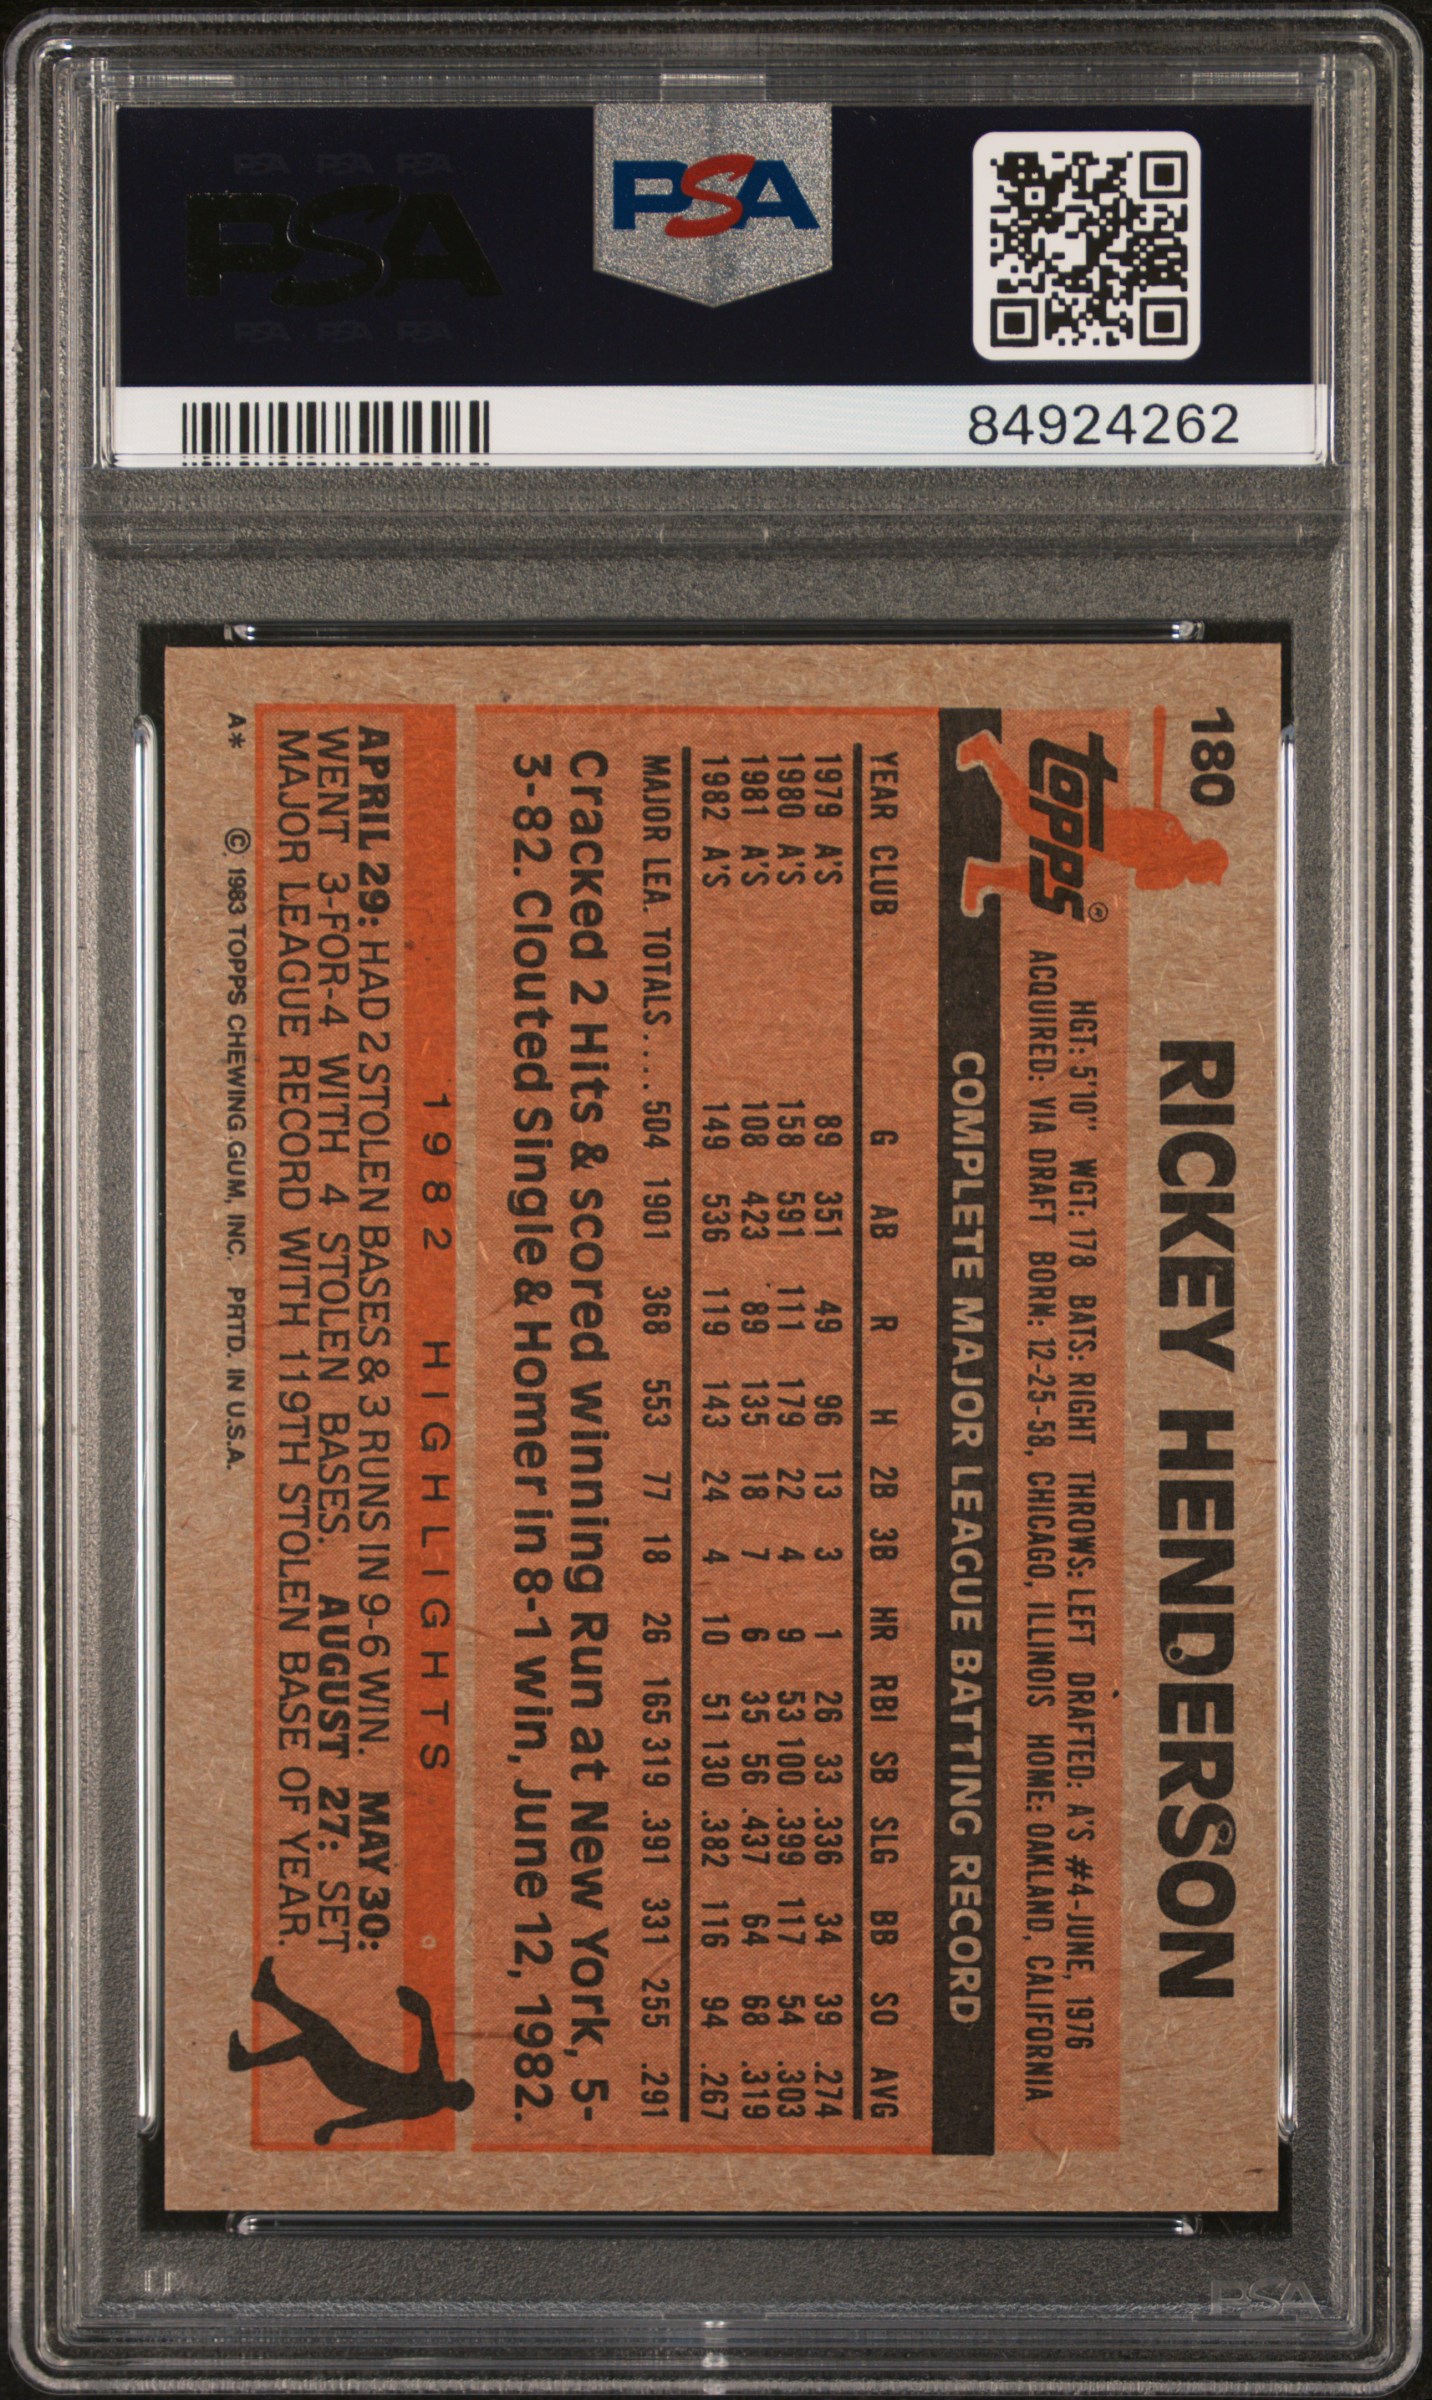 PSA PSA PSA
PSA
PSA PSA PSA
PSA
84924262
180 RICKEY HENDERSON
Topps®
HGT: 5'10" WGT: 178 BATS: RIGHT THROWS: LEFT DRAFTED: A'S #4-JUNE, 1976
ACQUIRED: VIA DRAFT BORN: 12-25-58, CHICAGO, ILLINOIS HOME: OAKLAND, CALIFORNIA
COMPLETE MAJOR LEAGUE BATTING RECORD
YEAR CLUB G AB R H 2B 3B HR RBI SB SLG BB SO AVG
1979 A'S 89 351 49 96 13 3 1 26 33 .336 34 39 .274
1980 A'S 158 591 111 179 22 4 9 53 100 .399 117 54 .303
1981 A'S 108 423 89 135 18 7 6 35 56 .437 64 68 .319
1982 A'S 149 536 119 143 24 4 10 51 130 .382 116 94 .267
MAJOR LEA. TOTALS.... 504 1901 368 553 77 18 26 165 319 .391 331 255 .291
Cracked 2 Hits & scored winning Run at New York, 5-
3-82. Clouted Single & Homer in 8-1 win, June 12, 1982.
1982 HIGHLIGHTS
APRIL 29: HAD 2 STOLEN BASES & 3 RUNS IN 9-6 WIN. MAY 30:
WENT 3-FOR-4 WITH 4 STOLEN BASES. AUGUST 27: SET
MAJOR LEAGUE RECORD WITH 119TH STOLEN BASE OF YEAR.
A* © 1983 TOPPS CHEWING GUM, INC. PRTD. IN U.S.A.
PSA